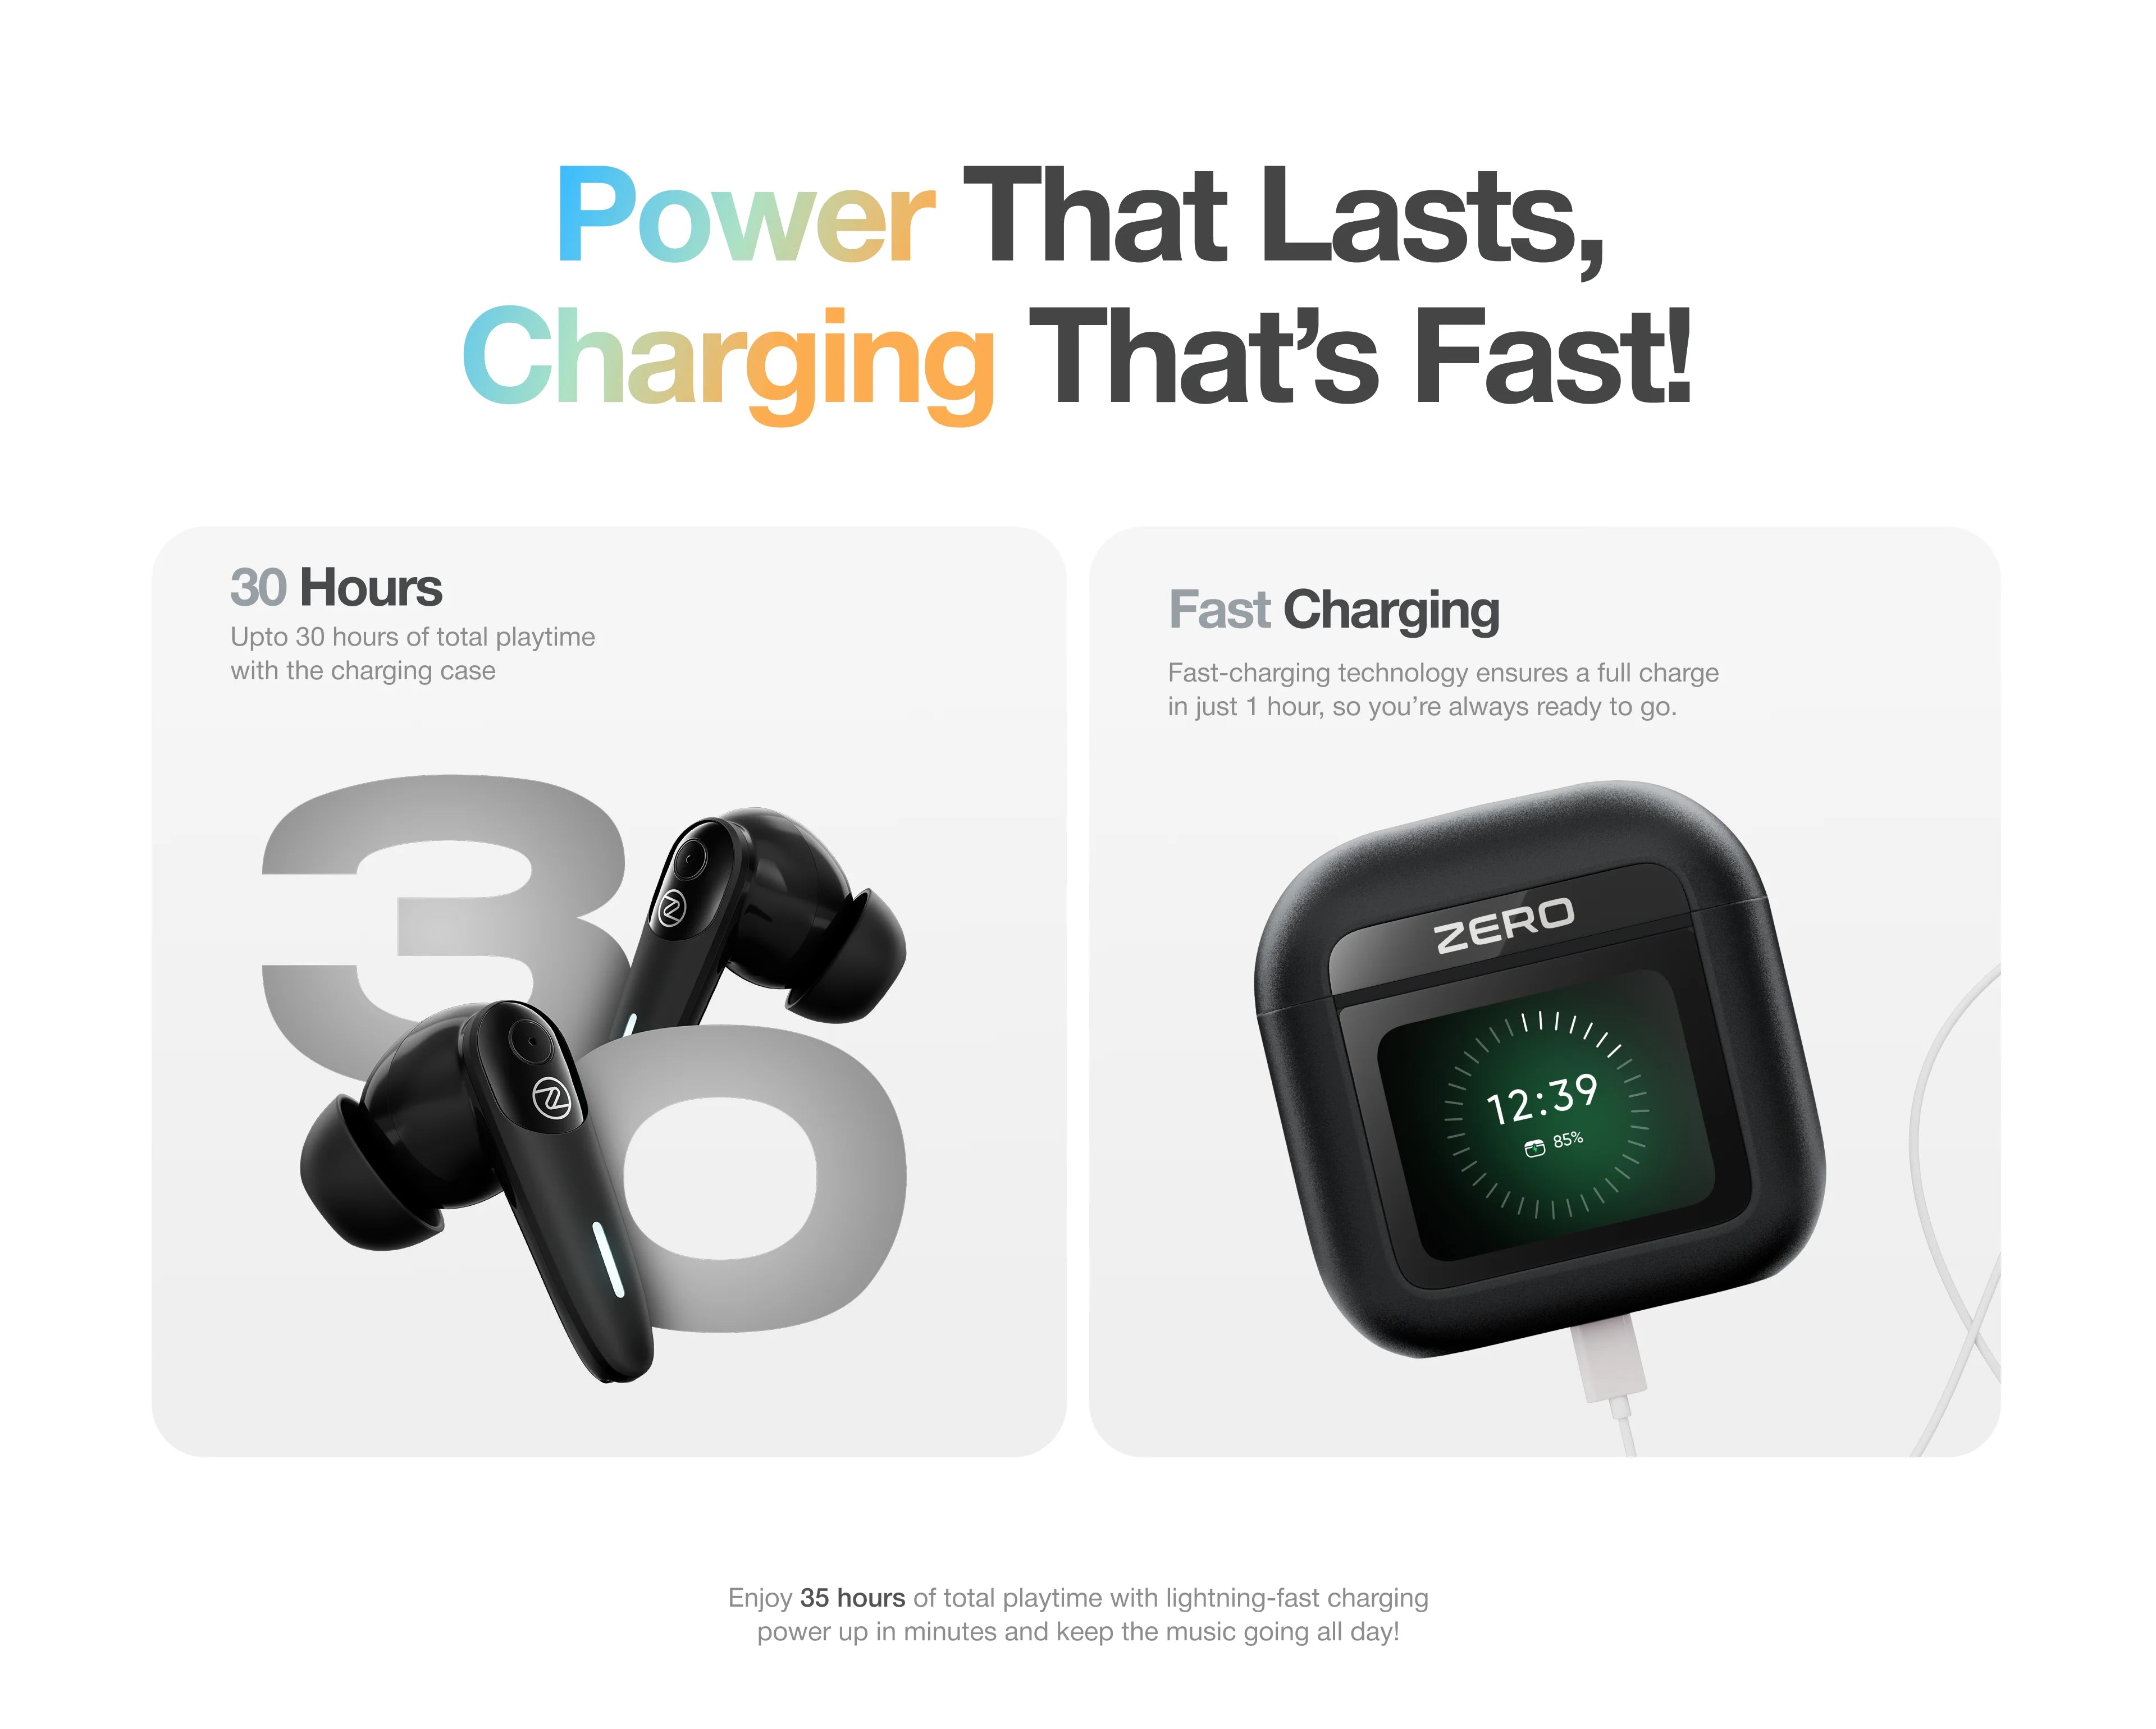 Power That Lasts,
Charging That’s Fast!
30 Hours
Upto 30 hours of total playtime
with the charging case
30
Fast Charging
Fast-charging technology ensures a full charge
in just 1 hour, so you’re always ready to go.
ZERO
12:39
85%
Enjoy 35 hours of total playtime with lightning-fast charging
power up in minutes and keep the music going all day!